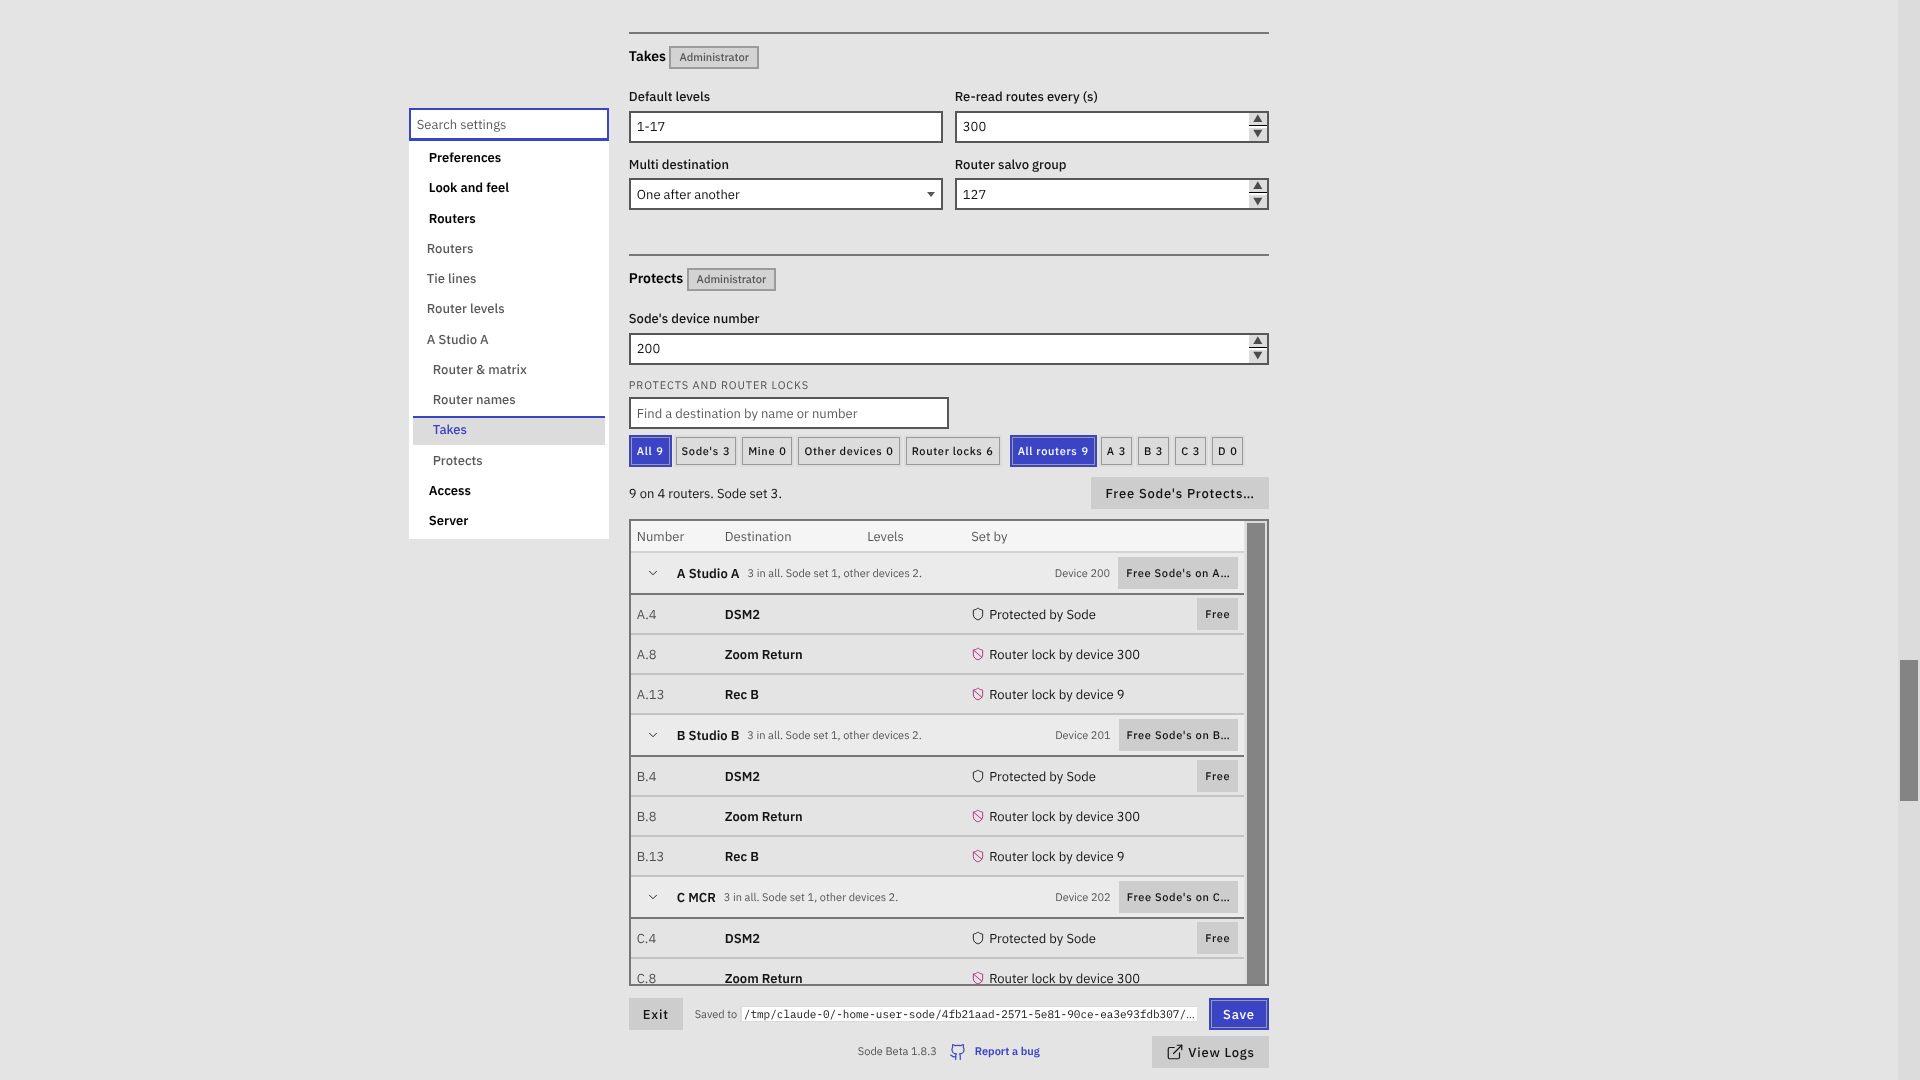 Takes Administrator
Default levels
Re-read routes every (s)
1-17
300
Multi destination
Router salvo group
One after another
127
Search settings
Preferences
Look and feel
Routers
Routers
Tie lines
Router levels
A Studio A
Router & matrix
Router names
Takes
Protects
Access
Server
Protects Administrator
Sode's device number
200
PROTECTS AND ROUTER LOCKS
Find a destination by name or number
All 9 Sode's 3 Mine 0 Other devices 0 Router locks 6 All routers 9 A 3 B 3 C 3 D 0
9 on 4 routers. Sode set 3. Free Sode's Protects...
Number Destination Levels Set by
A Studio A 3 in all. Sode set 1, other devices 2. Device 200 Free Sode's on A...
A.4 DSM2 Protected by Sode Free
A.8 Zoom Return Router lock by device 300
A.13 Rec B Router lock by device 9
B Studio B 3 in all. Sode set 1, other devices 2. Device 201 Free Sode's on B...
B.4 DSM2 Protected by Sode Free
B.8 Zoom Return Router lock by device 300
B.13 Rec B Router lock by device 9
C MCR 3 in all. Sode set 1, other devices 2. Device 202 Free Sode's on C...
C.4 DSM2 Protected by Sode Free
C.8 Zoom Return Router lock by device 300
Exit Saved to /tmp/claude-0/-home-user-sode/4fb21aad-2571-5e81-90ce-ea3e93fdb307/... Save
Sode Beta 1.8.3 Report a bug View Logs